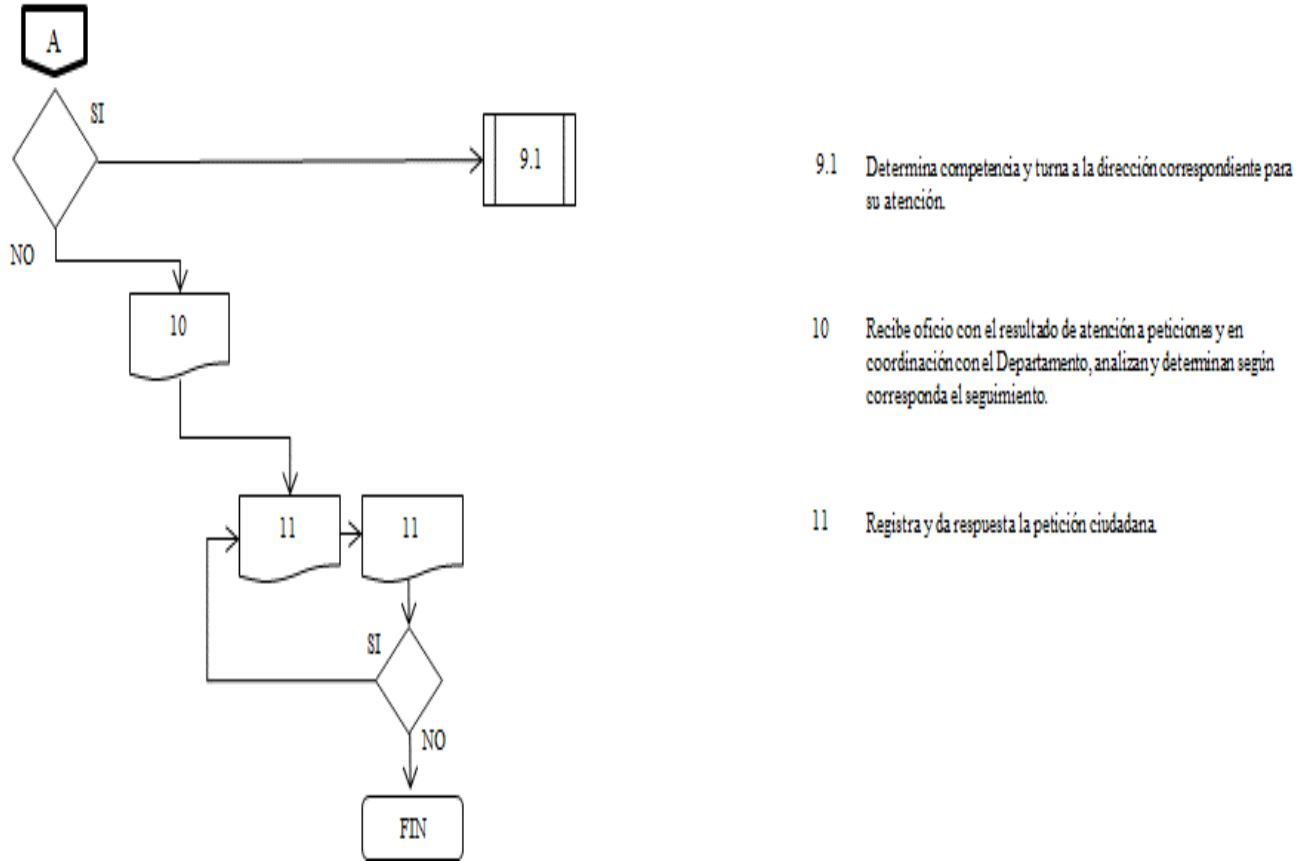 A
SI
9.1
NO
10
11
11
SI
NO
FIN
9.1 Determina competencia y turna a la dirección correspondiente para
su atención.
10 Recibe oficio con el resultado de atención a peticiones y en
coordinación con el Departamento, analizan y determinan según
corresponda el seguimiento.
11 Registra y da respuesta la petición ciudadana.